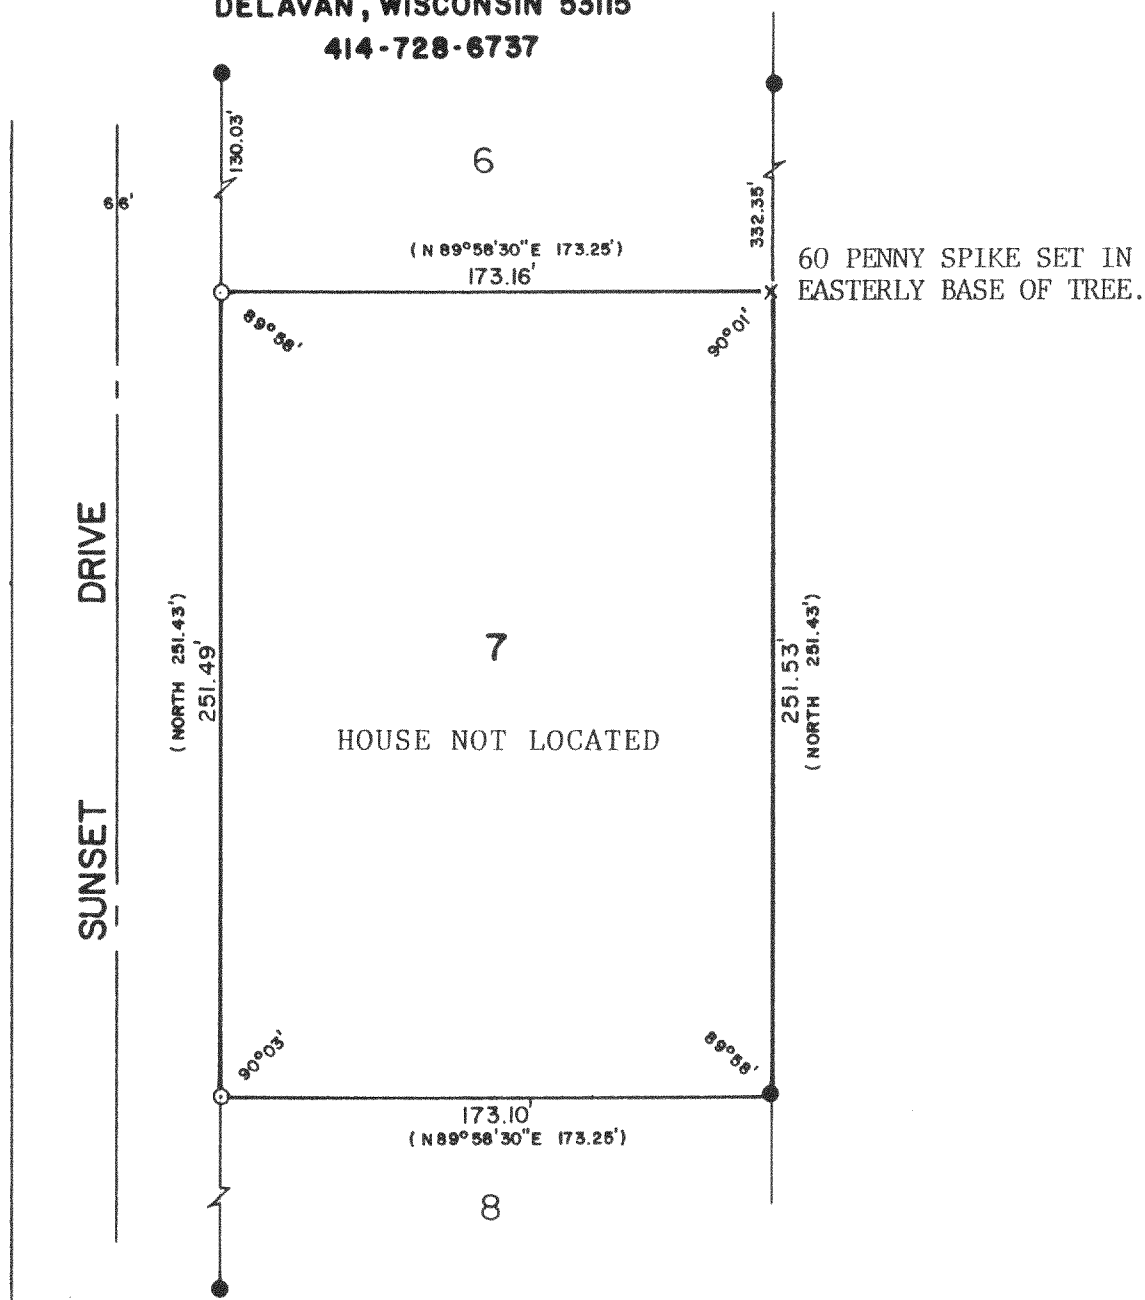 DELAVAN, WISCONSIN 53115
414-728-6737
130.03'
6
66'
332.35'
(N 89°58'30"E 173.25')
173.16'
60 PENNY SPIKE SET IN
EASTERLY BASE OF TREE.
89°58'
90°01'
SUNSET DRIVE
(NORTH 251.43')
251.49'
7
HOUSE NOT LOCATED
251.53'
(NORTH 251.43')
90°03'
89°58'
173.10'
(N89°58'30"E 173.25')
8